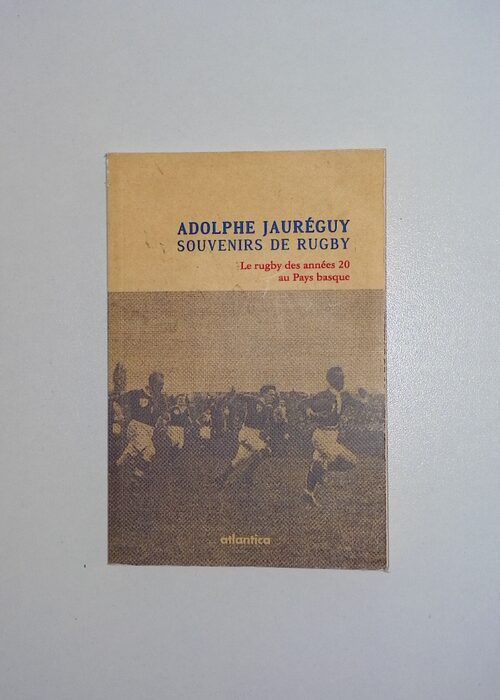 ADOLPHE JAURÉGUY
SOUVENIRS DE RUGBY
Le rugby des années 20
au Pays basque
atlantica